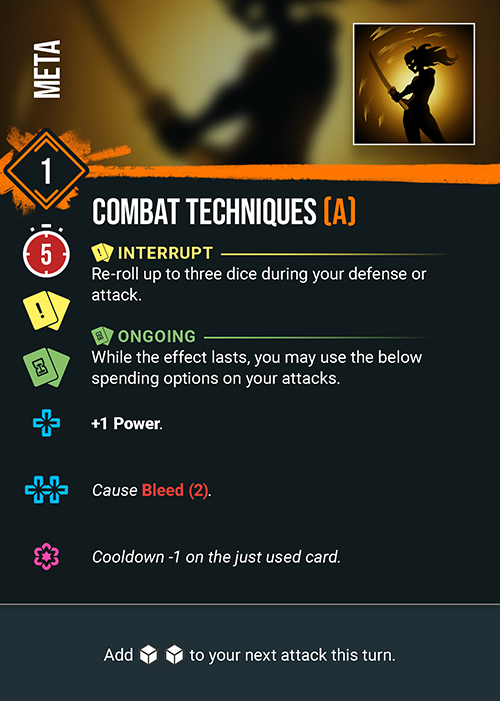 META
1
COMBAT TECHNIQUES (A)
5
! INTERRUPT
Re-roll up to three dice during your defense or
attack.
!
ONGOING
While the effect lasts, you may use the below
spending options on your attacks.
+1 Power.
Cause Bleed (2).
Cooldown -1 on the just used card.
Add to your next attack this turn.